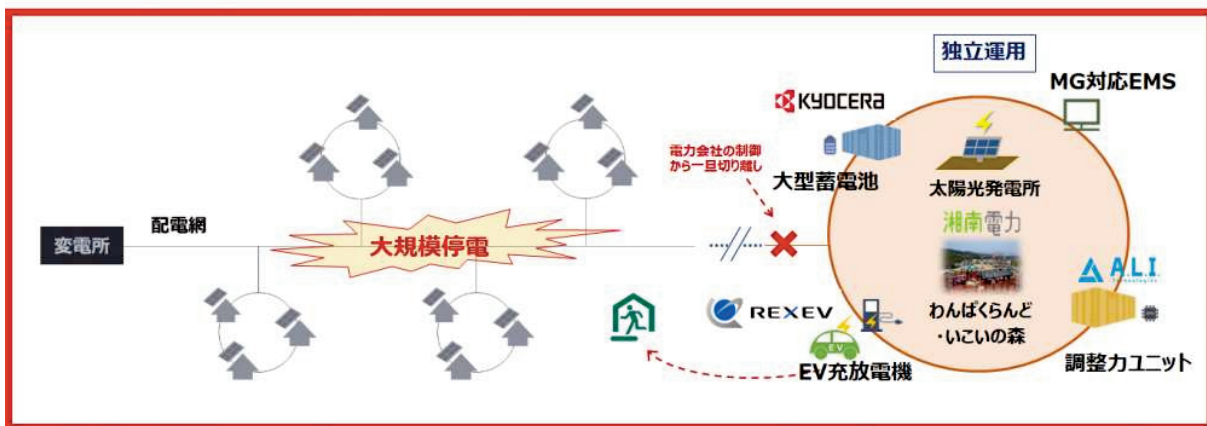 独立運用
MG対応EMS
KYOCERA
電力会社の制御
から一旦切り離し
大型蓄電池
太陽光発電所
配電網
変電所
大規模停電
湘南電力
A.L.I.
Technologies
REXEV
わんぱくらんど
・いこいの森
EV
EV充放電機
調整力ユニット